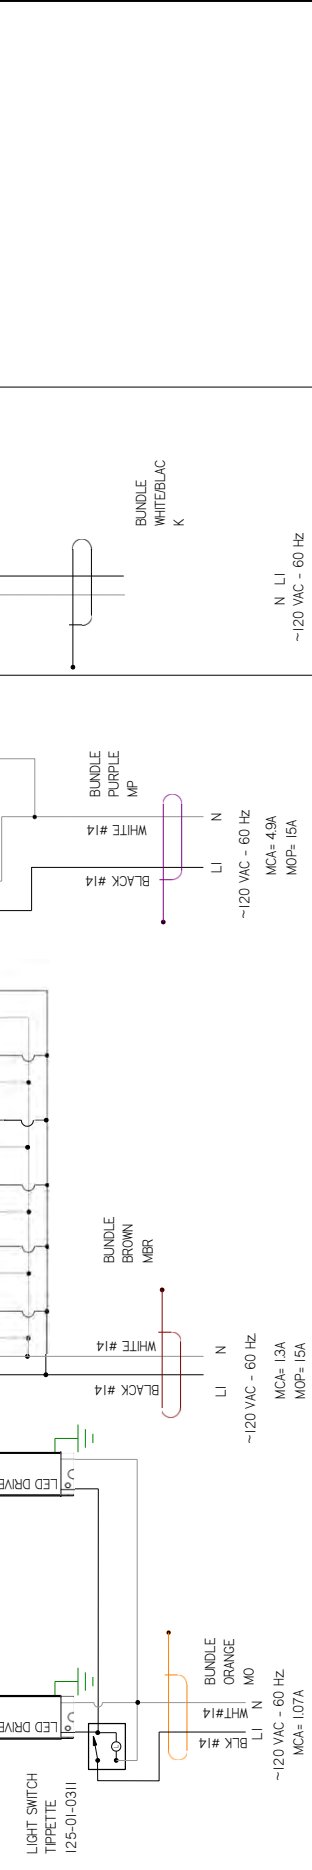 BUNDLE
WHITE/BLAC
K
N L1
~120 VAC - 60 Hz
BUNDLE
PURPLE
MP
WHITE #14
BLACK #14
N
L1
~120 VAC - 60 Hz
MCA= 4.9A
MOP= 15A
BUNDLE
BROWN
MBR
WHITE #14
BLACK #14
N
L1
~120 VAC - 60 Hz
MCA= 1.3A
MOP= 15A
LED DRIVE
BUNDLE
ORANGE
MO
WHT#14
BLK #14
N
L1
~120 VAC - 60 Hz
MCA= 1.07A
LED DRIVE
LIGHT SWITCH
TIPPETTE
125-01-0311